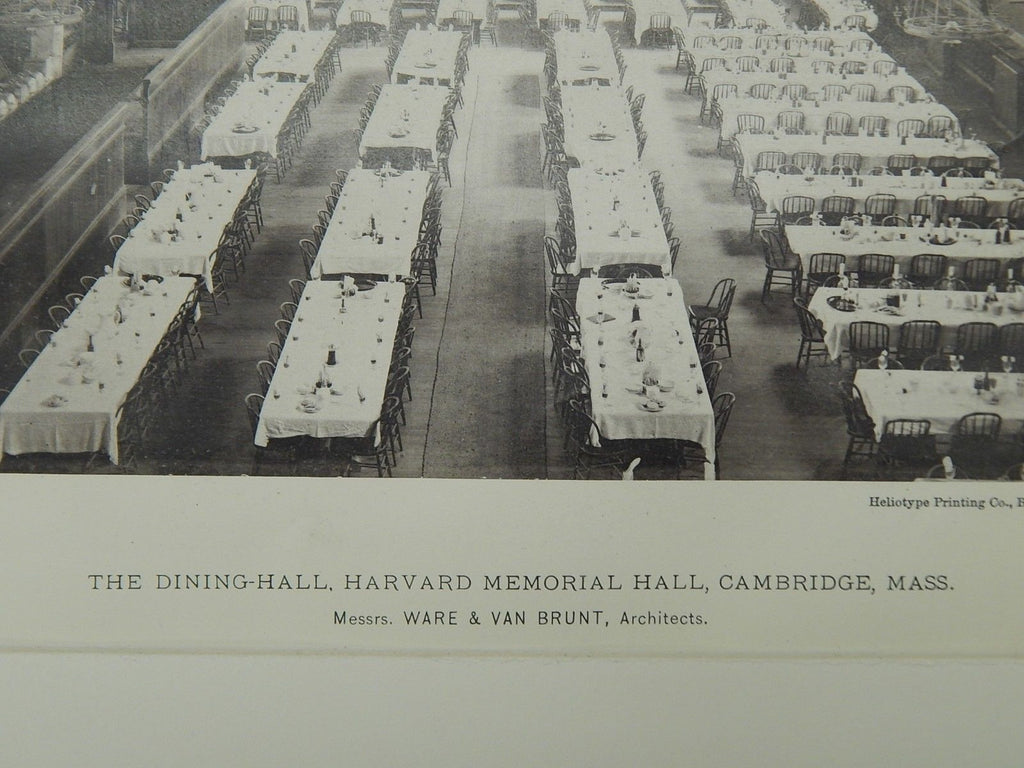 Heliotype Printing Co.,
THE DINING-HALL, HARVARD MEMORIAL HALL, CAMBRIDGE, MASS.
Messrs. WARE & VAN BRUNT, Architects.